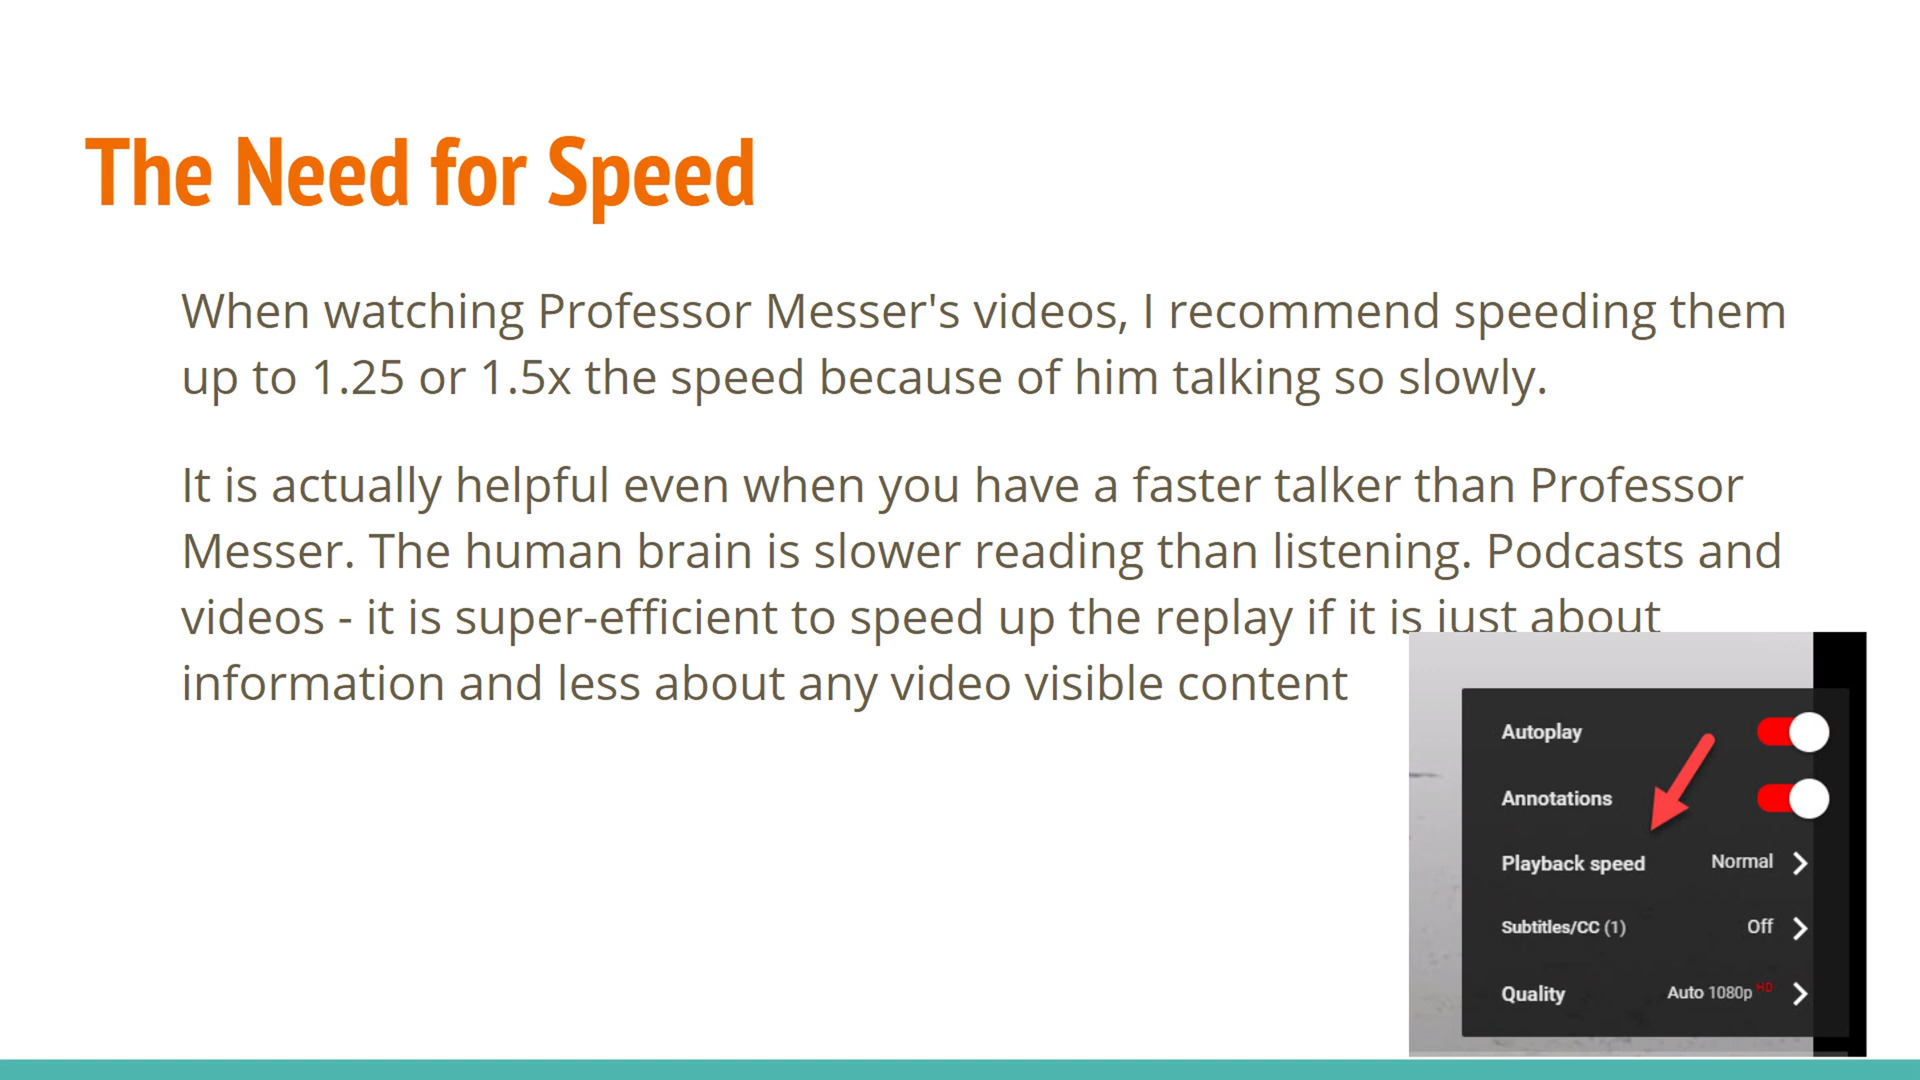 The Need for Speed
When watching Professor Messer's videos, I recommend speeding them
up to 1.25 or 1.5x the speed because of him talking so slowly.
It is actually helpful even when you have a faster talker than Professor
Messer. The human brain is slower reading than listening. Podcasts and
videos - it is super-efficient to speed up the replay if it is just about
information and less about any video visible content
Autoplay
Annotations
Playback speed Normal
Subtitles/CC (1) Off
Quality Auto 1080p HD